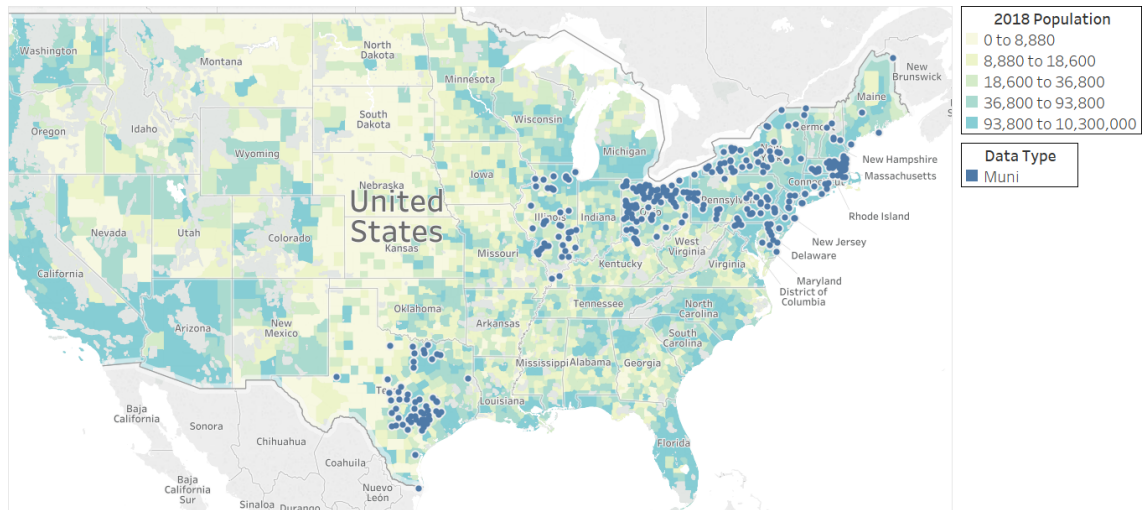 Washington
Montana
North
Dakota
Minnesota
New
Brunswick
Maine
Oregon
Idaho
South
Dakota
Wisconsin
Michigan
Wyoming
New Hampshire
Massachusetts
Iowa
Nebraska
United
States
Illinois
Indiana
Rhode Island
Nevada
Utah
Colorado
Kansas
Missouri
West
Virginia
Virginia
New Jersey
Delaware
Kentucky
California
Maryland
District of
Columbia
Arizona
New
Mexico
Oklahoma
Arkansas
Tennessee
North
Carolina
South
Carolina
Mississippi
Alabama
Georgia
Louisiana
Florida
Baja
California
Sonora
Chihuahua
Coahuila
Baja
California
Sur
Nuevo
León
Sinaloa
Durango
2018 Population
0 to 8,880
8,880 to 18,600
18,600 to 36,800
36,800 to 93,800
93,800 to 10,300,000
Data Type
Muni